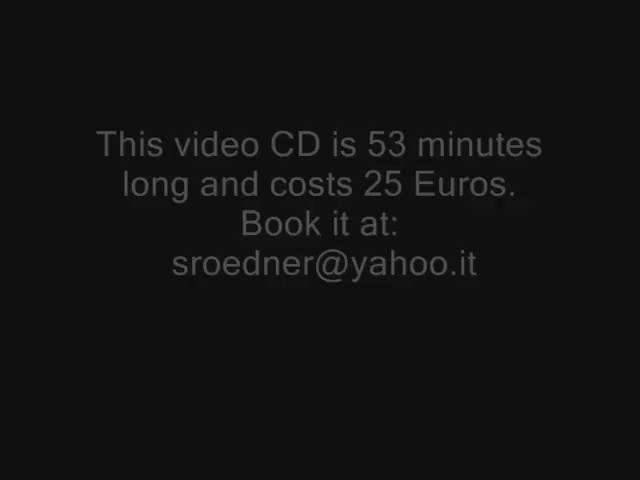 This video CD is 53 minutes
long and costs 25 Euros.
Book it at:
sroedner@yahoo.it